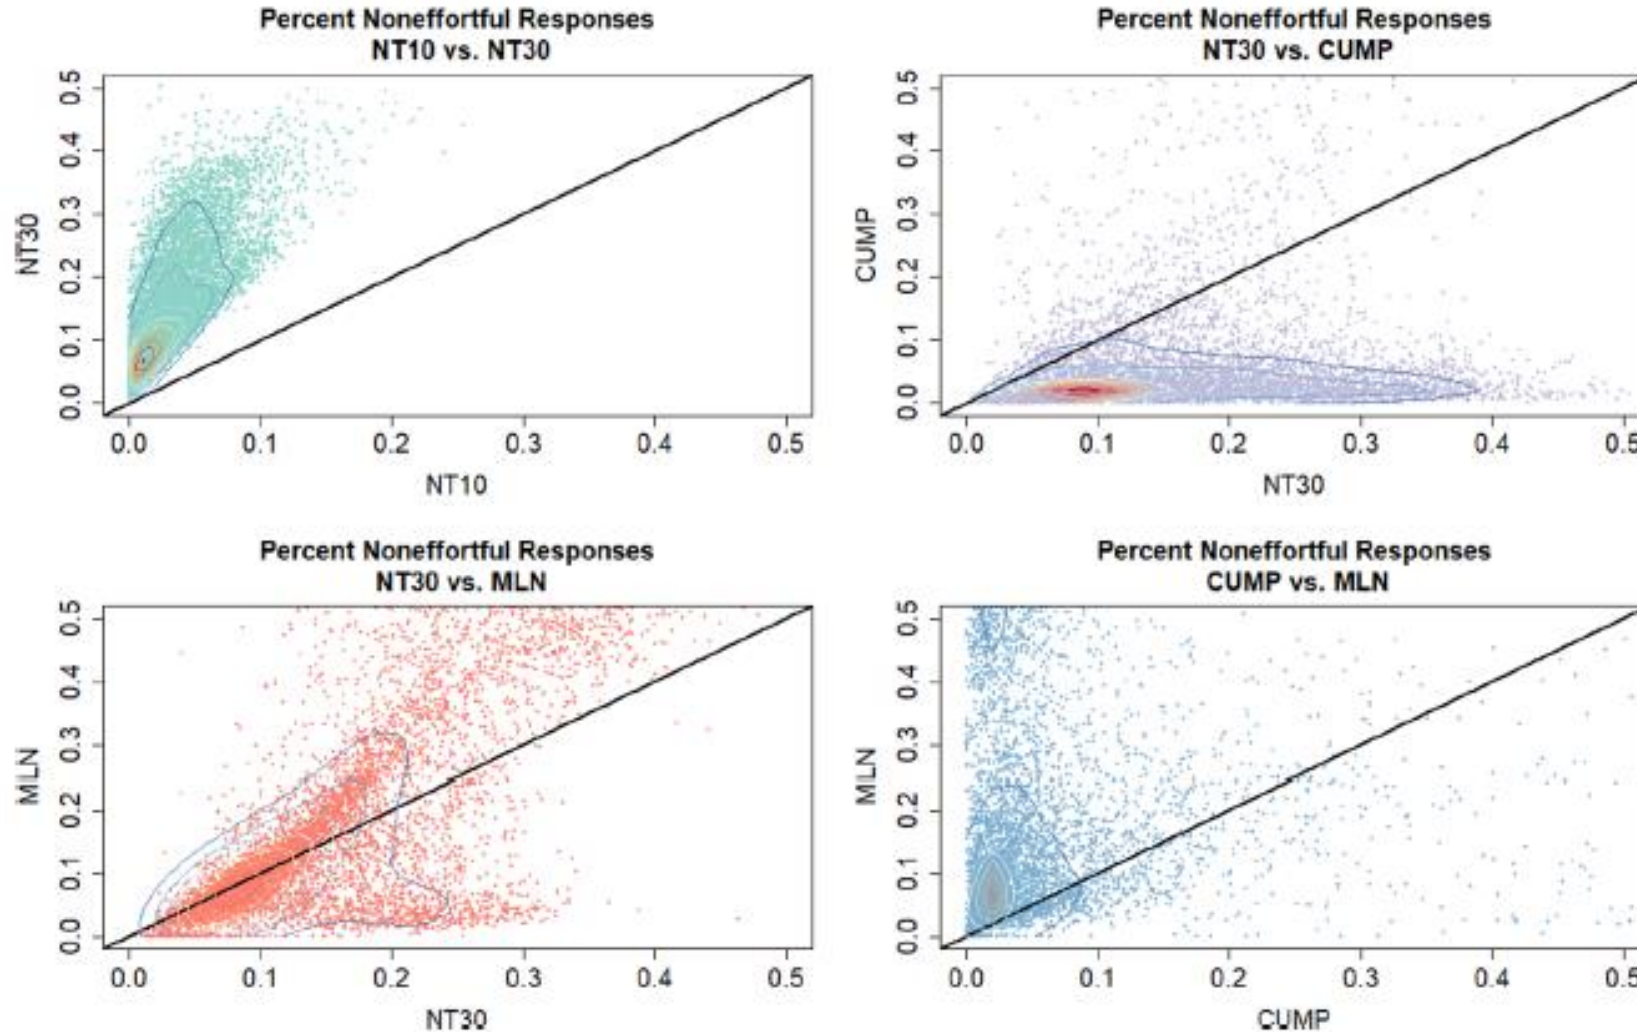 Percent Noneffortful Responses
NT10 vs. NT30
NT30
0.5
0.4
0.3
0.2
0.1
0.0
0.0 0.1 0.2 0.3 0.4 0.5
NT10
Percent Noneffortful Responses
NT30 vs. CUMP
CUMP
0.5
0.4
0.3
0.2
0.1
0.0
0.0 0.1 0.2 0.3 0.4 0.5
NT30
Percent Noneffortful Responses
NT30 vs. MLN
MLN
0.5
0.4
0.3
0.2
0.1
0.0
0.0 0.1 0.2 0.3 0.4 0.5
NT30
Percent Noneffortful Responses
CUMP vs. MLN
MLN
0.5
0.4
0.3
0.2
0.1
0.0
0.0 0.1 0.2 0.3 0.4 0.5
CUMP